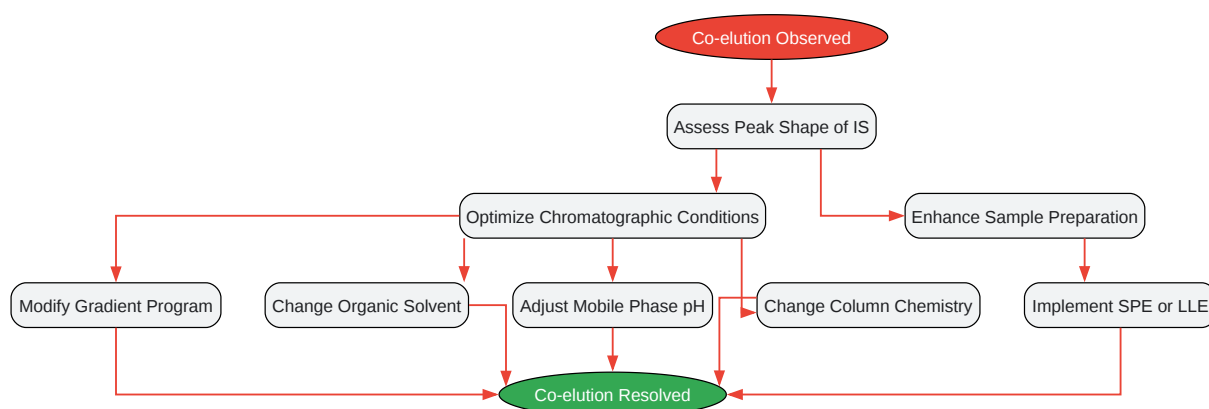 Co-elution Observed
Assess Peak Shape of IS
Optimize Chromatographic Conditions
Enhance Sample Preparation
Modify Gradient Program
Change Organic Solvent
Adjust Mobile Phase pH
Change Column Chemistry
Implement SPE or LLE
Co-elution Resolved